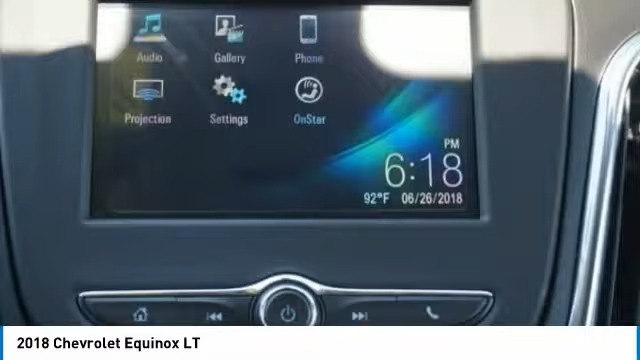 Audio Gallery Phone
Projection Settings OnStar
PM
6:18
92°F 06/26/2018
2018 Chevrolet Equinox LT